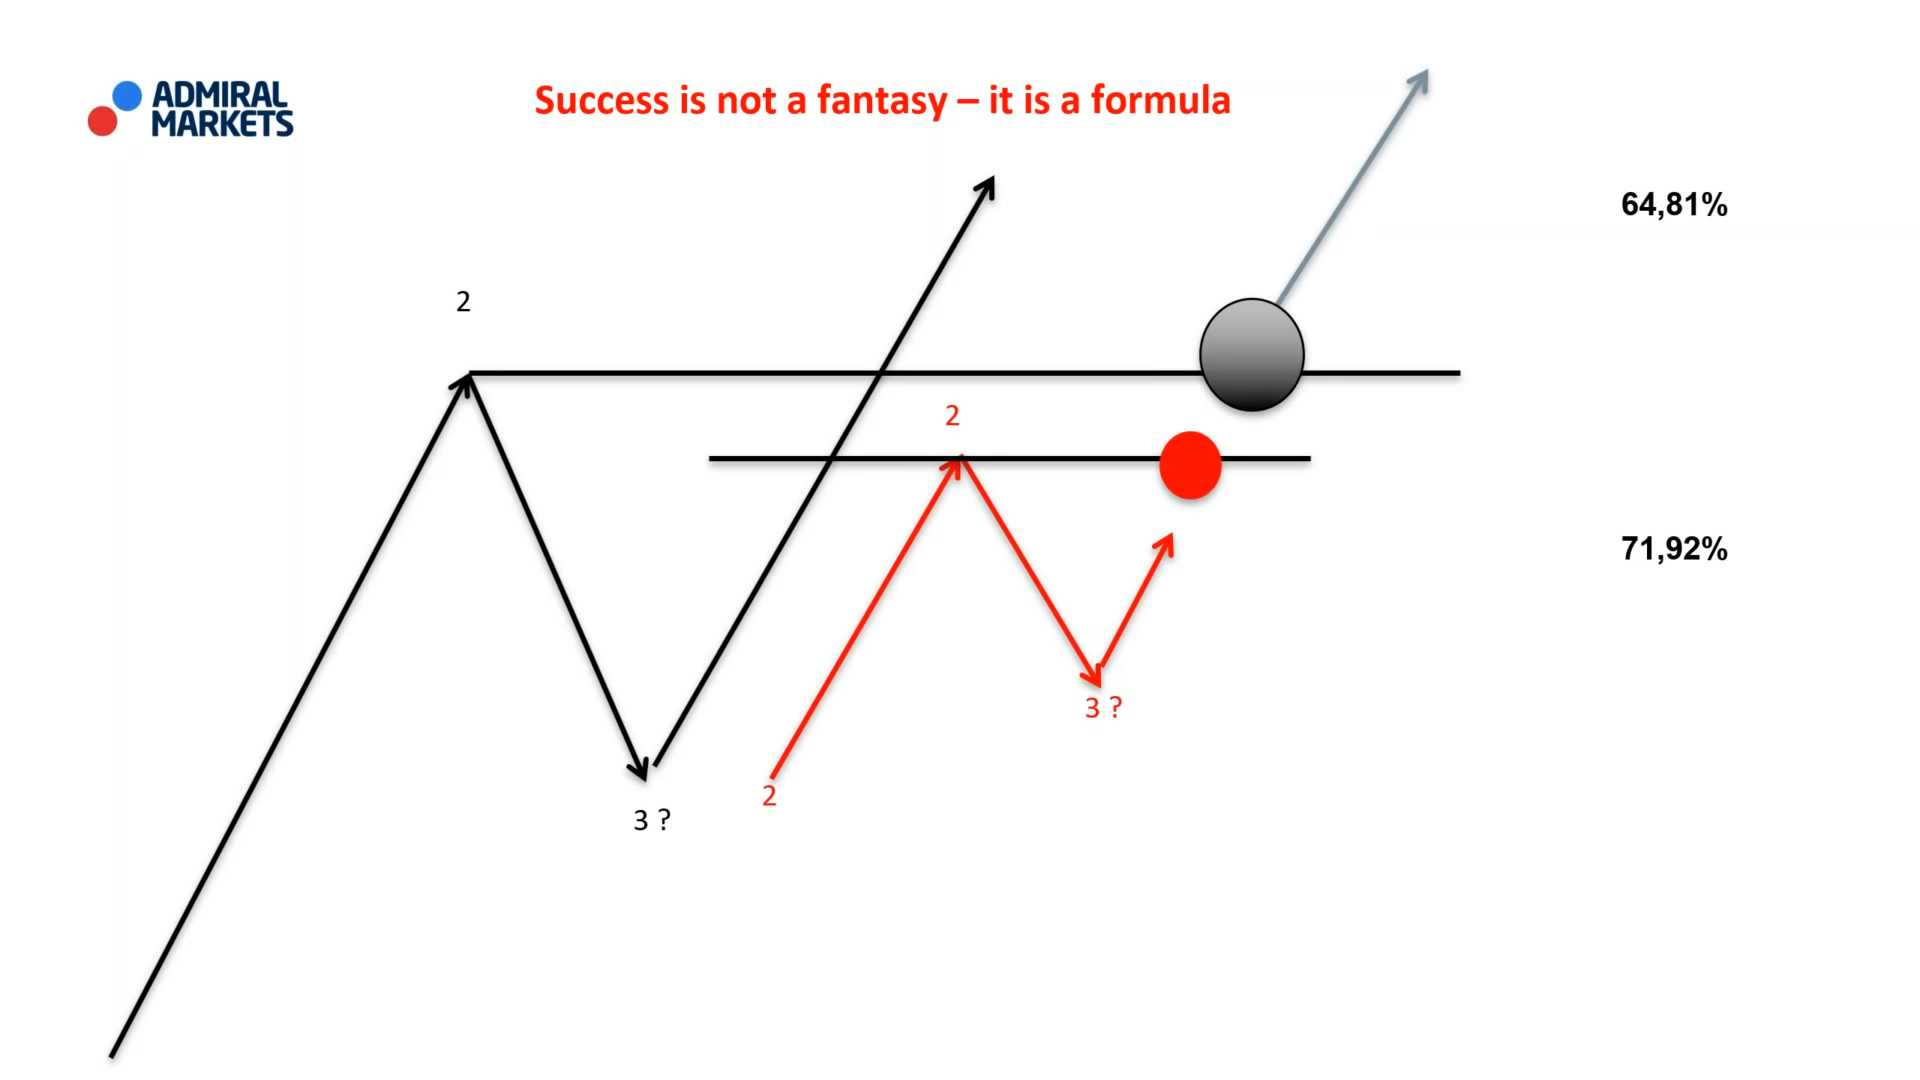 ADMIRAL
MARKETS
Success is not a fantasy – it is a formula
64,81%
2
2
71,92%
3 ?
2
3 ?